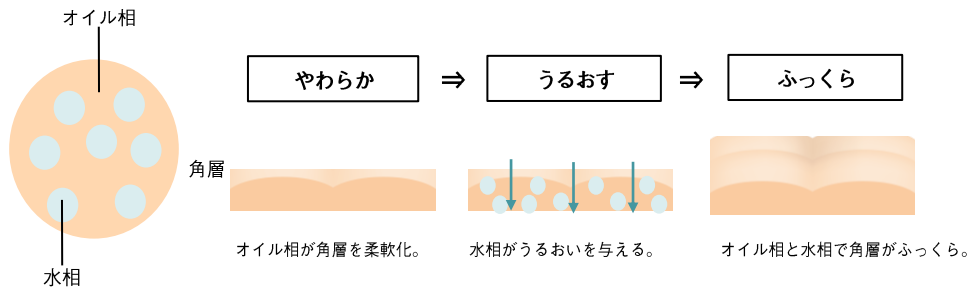 オイル相
水相
やわらか
⇒
うるおす
⇒
ふっくら
角層
オイル相が角層を柔軟化。
水相がうるおいを与える。
オイル相と水相で角層がふっくら。